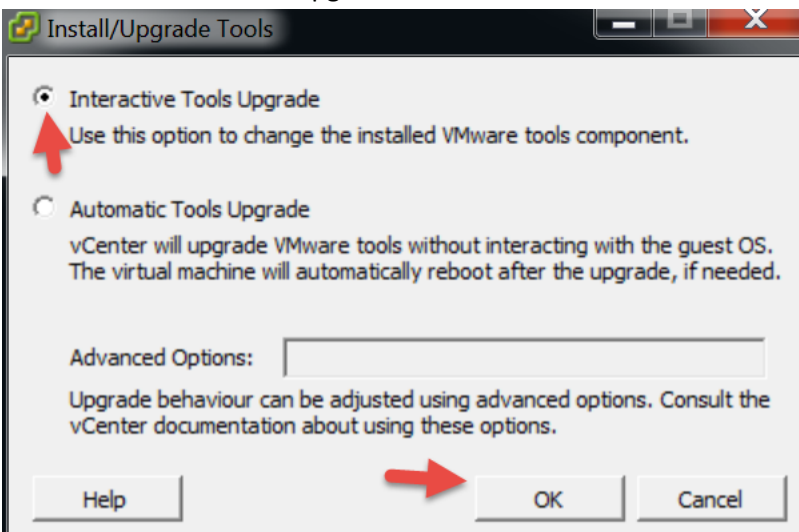 Install/Upgrade Tools
Interactive Tools Upgrade
Use this option to change the installed VMware tools component.
Automatic Tools Upgrade
vCenter will upgrade VMware tools without interacting with the guest OS.
The virtual machine will automatically reboot after the upgrade, if needed.
Advanced Options:
Upgrade behaviour can be adjusted using advanced options. Consult the
vCenter documentation about using these options.
Help OK Cancel